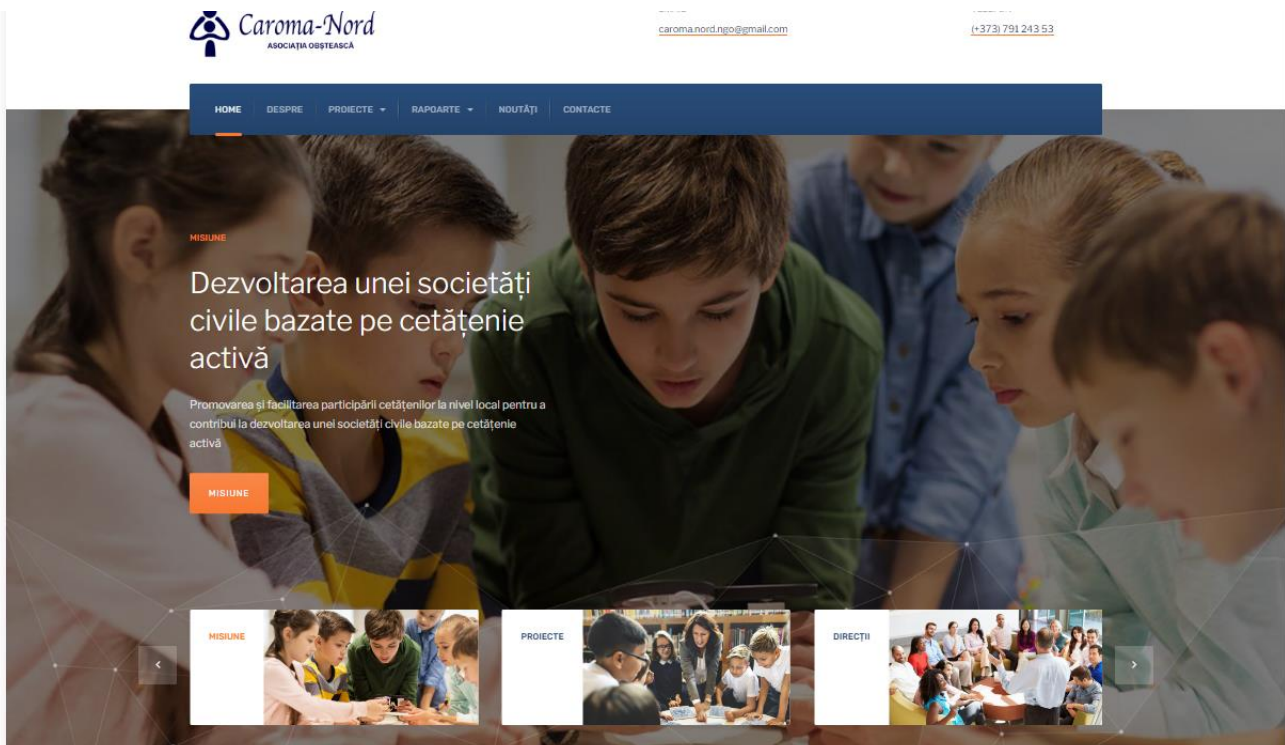 Caroma-Nord
ASOCIAȚIA OBȘTEASCĂ
caroma.nord.ngo@gmail.com
(+373) 791 243 53
HOME
DESPRE
PROIECTE
RAPOARTE
NOUTĂȚI
CONTACTE
MISIUNE
Dezvoltarea unei societăți
civile bazate pe cetățenie
activă
Promovarea și facilitarea participării cetățenilor la nivel local pentru a
contribui la dezvoltarea unei societăți civile bazate pe cetățenie
activă
MISIUNE
MISIUNE
PROIECTE
DIRECȚII